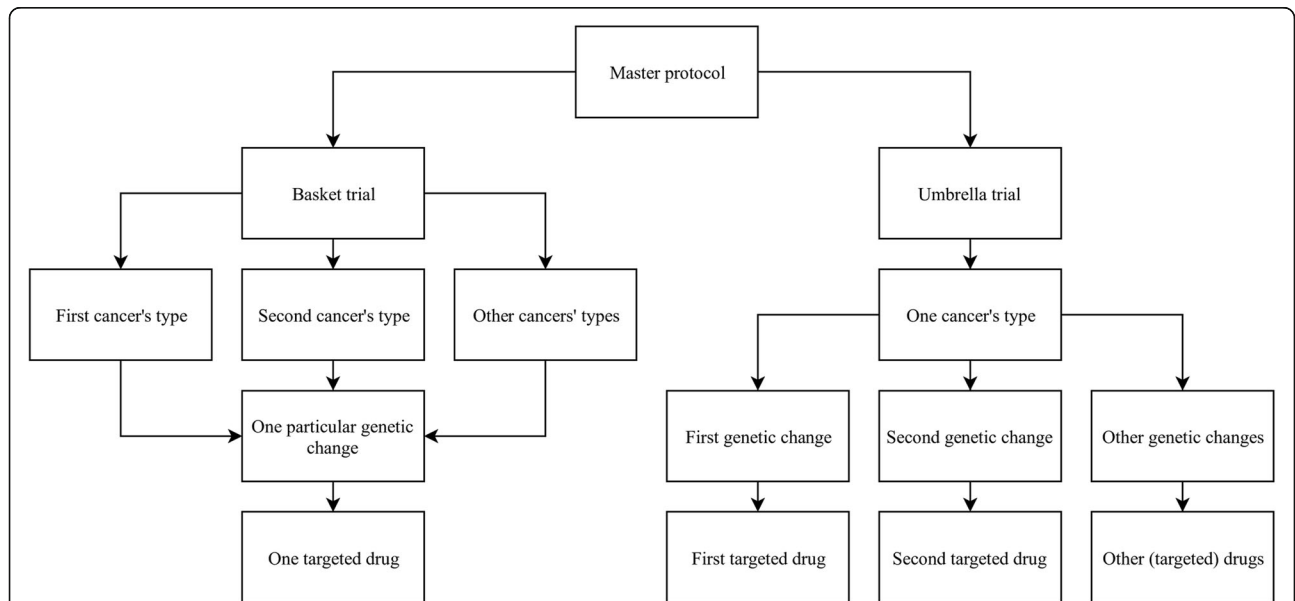 Master protocol
Basket trial
Umbrella trial
First cancer's type
Second cancer's type
Other cancers' types
One cancer's type
One particular genetic
change
First genetic change
Second genetic change
Other genetic changes
One targeted drug
First targeted drug
Second targeted drug
Other (targeted) drugs